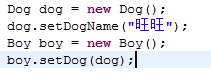 Dog dog = new Dog();
dog.setDogName("旺旺");
Boy boy = new Boy();
boy.setDog(dog);